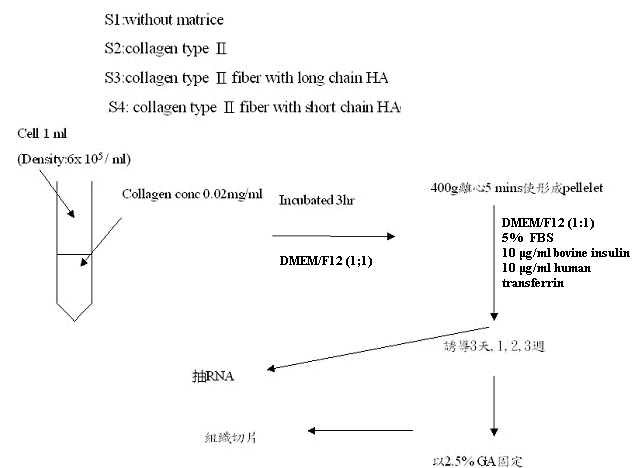 S1:without matrice
S2:collagen type Ⅱ
S3:collagen type Ⅱ fiber with long chain HA
S4: collagen type Ⅱ fiber with short chain HA
Cell 1 ml
(Density:6x 10⁵ / ml)
Collagen conc 0.02mg/ml
Incubated 3hr
DMEM/F12 (1;1)
400g離心5 mins使形成pellelet
DMEM/F12 (1:1)
5% FBS
10 μg/ml bovine insulin
10 μg/ml human
transferrin
誘導3天, 1, 2, 3週
抽RNA
組織切片
以2.5% GA固定